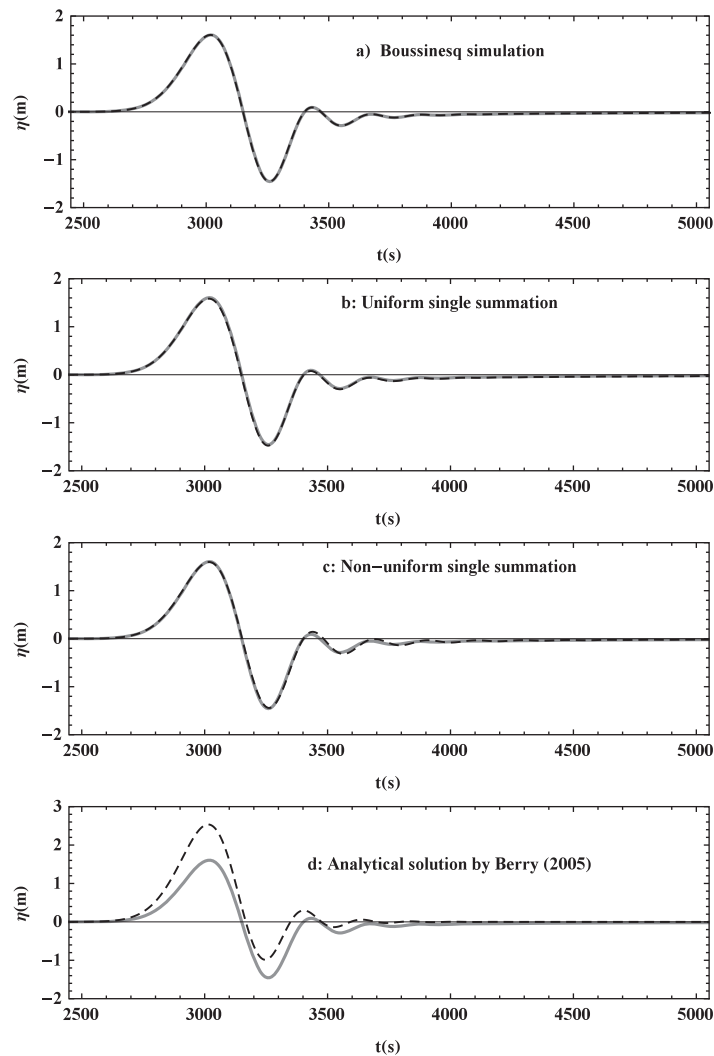 2
a) Boussinesq simulation
1
η(m)
0
−1
−2
2500 3000 3500 4000 4500 5000
t(s)
2
b: Uniform single summation
1
η(m)
0
−1
−2
2500 3000 3500 4000 4500 5000
t(s)
2
c: Non−uniform single summation
1
η(m)
0
−1
−2
2500 3000 3500 4000 4500 5000
t(s)
3
2
d: Analytical solution by Berry (2005)
1
η(m)
0
−1
−2
2500 3000 3500 4000 4500 5000
t(s)